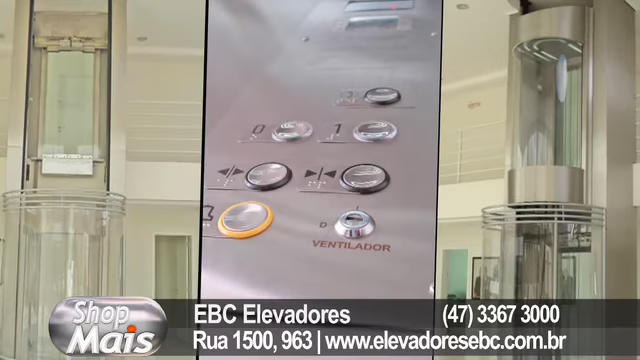 0
1
D
VENTILADOR
Shop
Mais
EBC Elevadores
(47) 3367 3000
Rua 1500, 963 | www.elevadoresebc.com.br